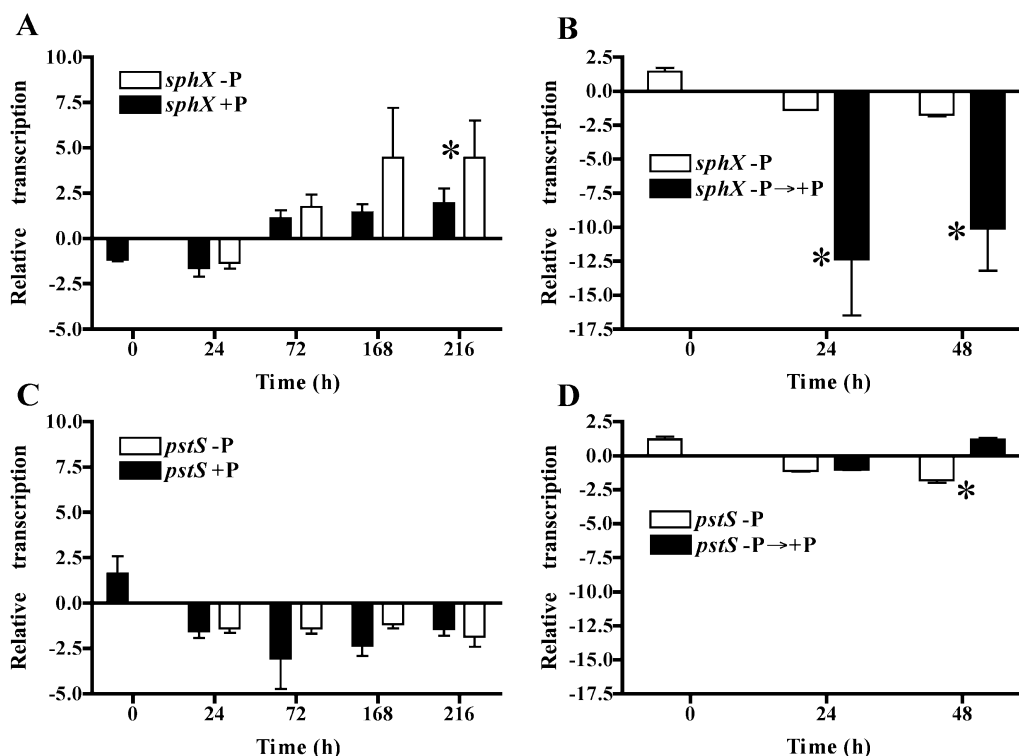 A
10.0
7.5
5.0
2.5
0.0
-2.5
-5.0
Relative transcription
sphX -P
sphX +P
*
0 24 72 168 216
Time (h)
B
2.5
0.0
-2.5
-5.0
-7.5
-10.0
-12.5
-15.0
-17.5
Relative transcription
sphX -P
sphX -P→+P
* *
0 24 48
Time (h)
C
10.0
7.5
5.0
2.5
0.0
-2.5
-5.0
Relative transcription
pstS -P
pstS +P
0 24 72 168 216
Time (h)
D
2.5
0.0
-2.5
-5.0
-7.5
-10.0
-12.5
-15.0
-17.5
Relative transcription
pstS -P
pstS -P→+P
*
0 24 48
Time (h)